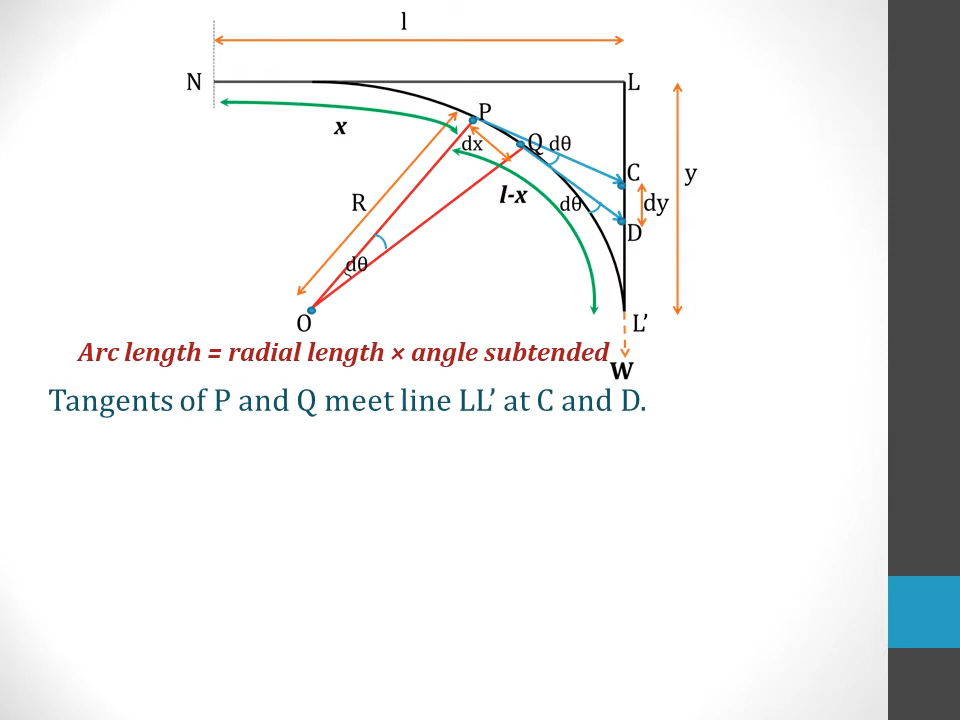 l
N
L
P
x
dx
Q
dθ
C
y
l-x
R
dθ
dy
D
dθ
O
L’
Arc length = radial length × angle subtended
W
Tangents of P and Q meet line LL’ at C and D.